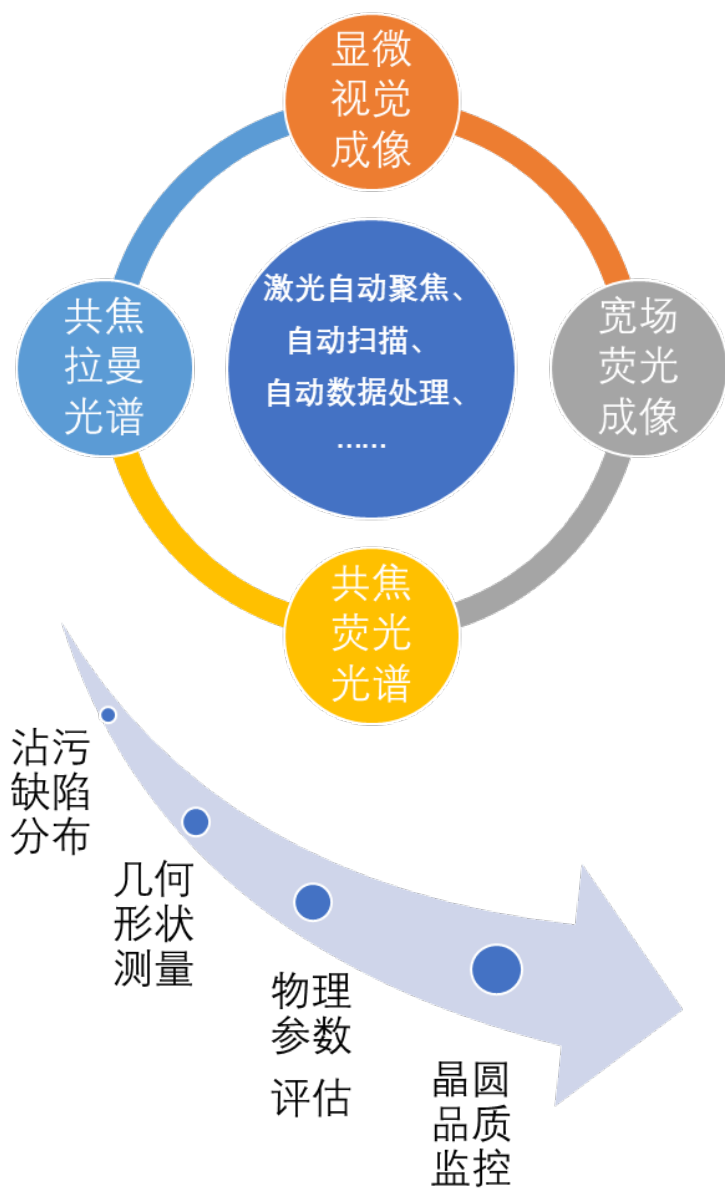 显微
视觉
成像
共焦
拉曼
光谱
激光自动聚焦、
自动扫描、
自动数据处理、
……
宽场
荧光
成像
共焦
荧光
光谱
沾污
缺陷
分布
几何
形状
测量
物理
参数
评估
晶圆
品质
监控